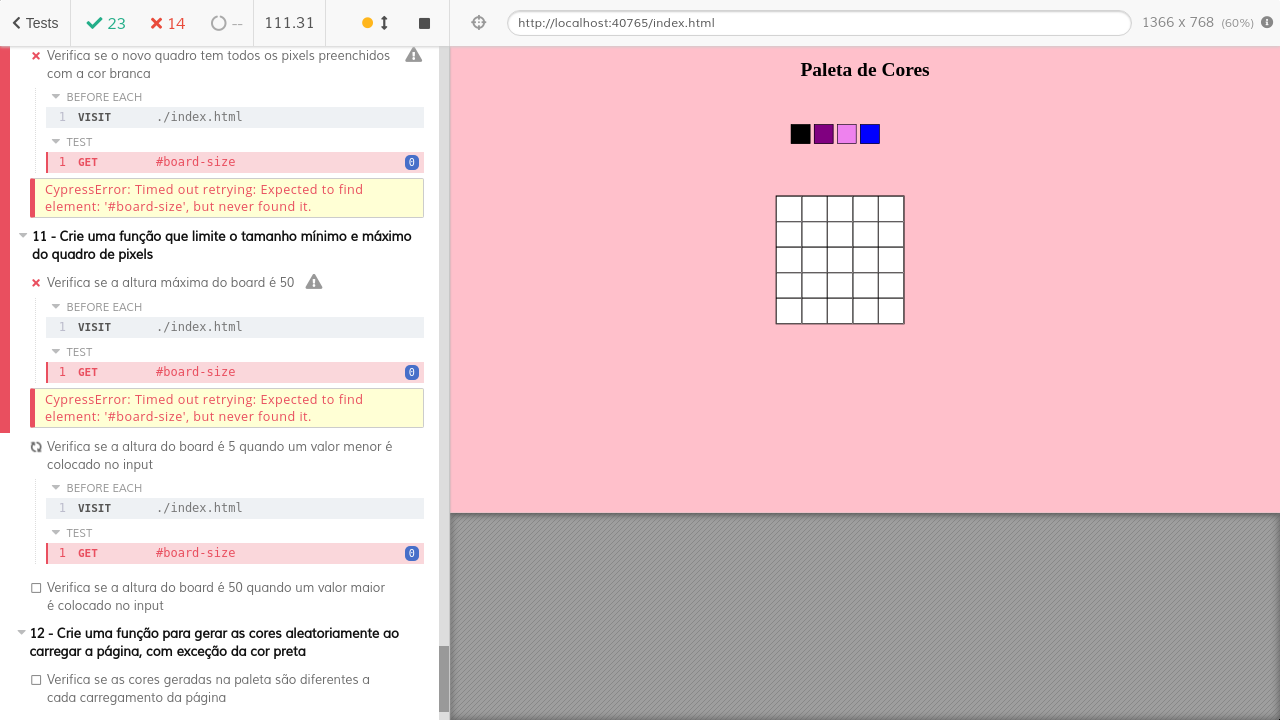 Tests 23 14 -- 111.31
http://localhost:40765/index.html 1366 x 768 (60%)
Verifica se o novo quadro tem todos os pixels preenchidos
com a cor branca
BEFORE EACH
1 VISIT ./index.html
TEST
1 GET #board-size 0
CypressError: Timed out retrying: Expected to find
element: '#board-size', but never found it.
11 - Crie uma função que limite o tamanho mínimo e máximo
do quadro de pixels
Verifica se a altura máxima do board é 50
BEFORE EACH
1 VISIT ./index.html
TEST
1 GET #board-size 0
CypressError: Timed out retrying: Expected to find
element: '#board-size', but never found it.
Verifica se a altura do board é 5 quando um valor menor é
colocado no input
BEFORE EACH
1 VISIT ./index.html
TEST
1 GET #board-size 0
Verifica se a altura do board é 50 quando um valor maior
é colocado no input
12 - Crie uma função para gerar as cores aleatoriamente ao
carregar a página, com exceção da cor preta
Verifica se as cores geradas na paleta são diferentes a
cada carregamento da página
Paleta de Cores